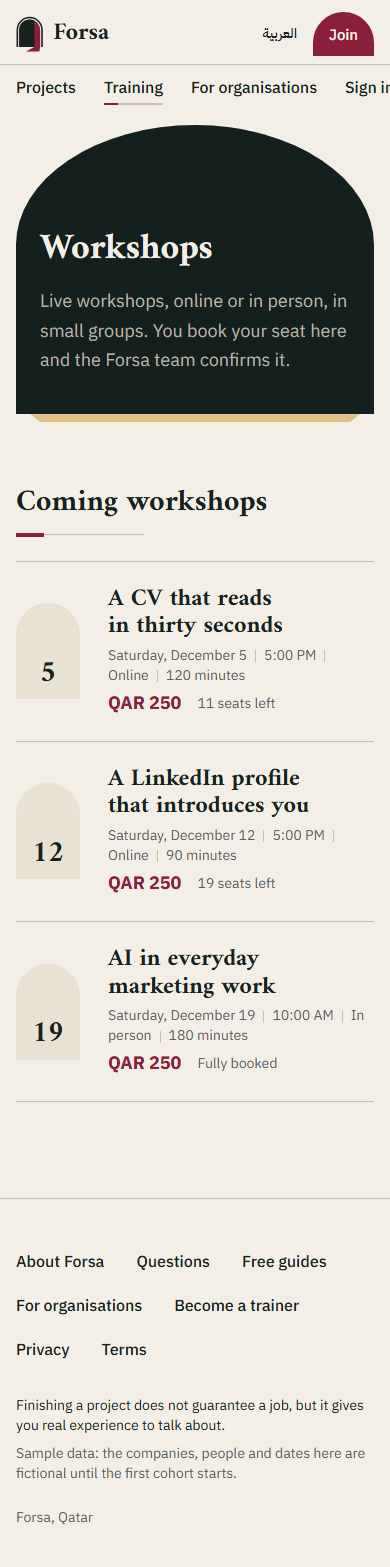 Forsa
العربية
Join
Projects Training For organisations Sign in
Workshops
Live workshops, online or in person, in
small groups. You book your seat here
and the Forsa team confirms it.
Coming workshops
5
A CV that reads
in thirty seconds
Saturday, December 5 | 5:00 PM |
Online | 120 minutes
QAR 250 11 seats left
12
A LinkedIn profile
that introduces you
Saturday, December 12 | 5:00 PM |
Online | 90 minutes
QAR 250 19 seats left
19
AI in everyday
marketing work
Saturday, December 19 | 10:00 AM | In
person | 180 minutes
QAR 250 Fully booked
About Forsa Questions Free guides
For organisations Become a trainer
Privacy Terms
Finishing a project does not guarantee a job, but it gives
you real experience to talk about.
Sample data: the companies, people and dates here are
fictional until the first cohort starts.
Forsa, Qatar